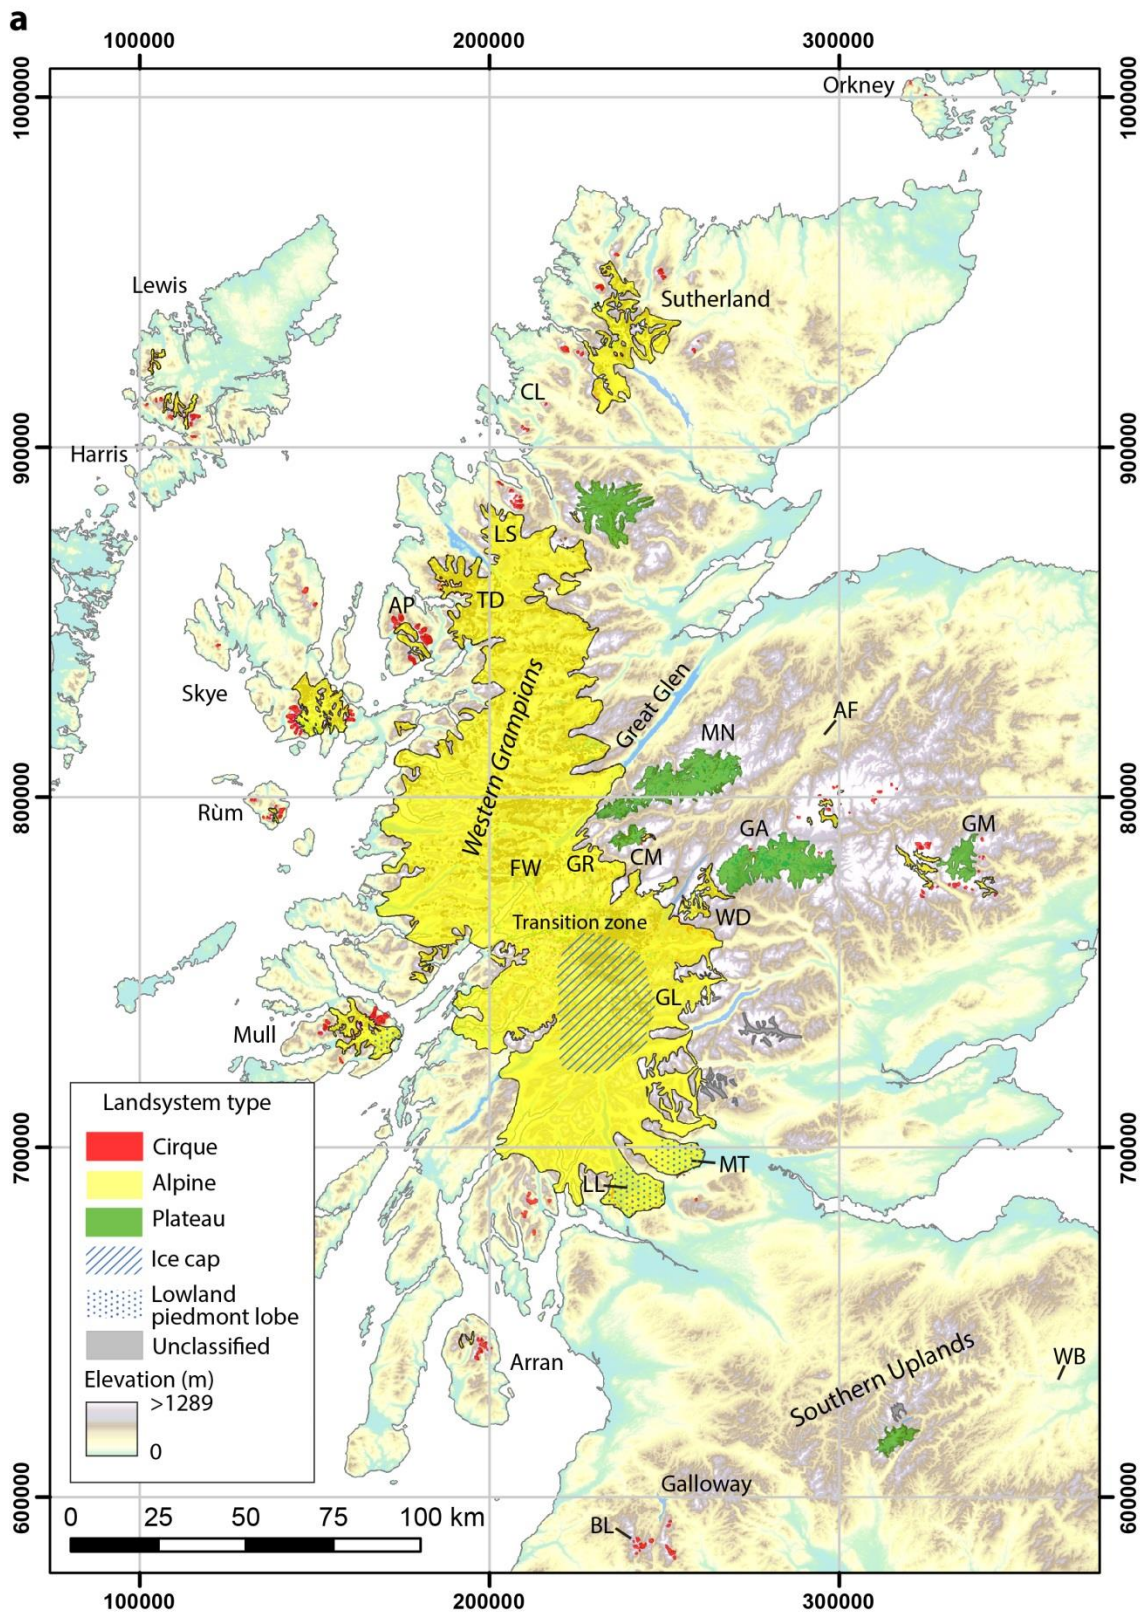 a
100000 200000 300000
1000000 1000000
Orkney
Lewis
Sutherland
CL
900000 900000
Harris
LS
TD
AP
Skye
Western Grampians
Great Glen
AF
MN
800000 800000
Rùm
GA
GM
CM
FW
GR
WD
Transition zone
GL
Mull
700000 700000
MT
LL
Landsystem type
Cirque
Alpine
Plateau
Ice cap
Lowland
piedmont lobe
Unclassified
Elevation (m)
>1289
0
Arran
Southern Uplands
WB
600000 600000
Galloway
BL
0 25 50 75 100 km
100000 200000 300000